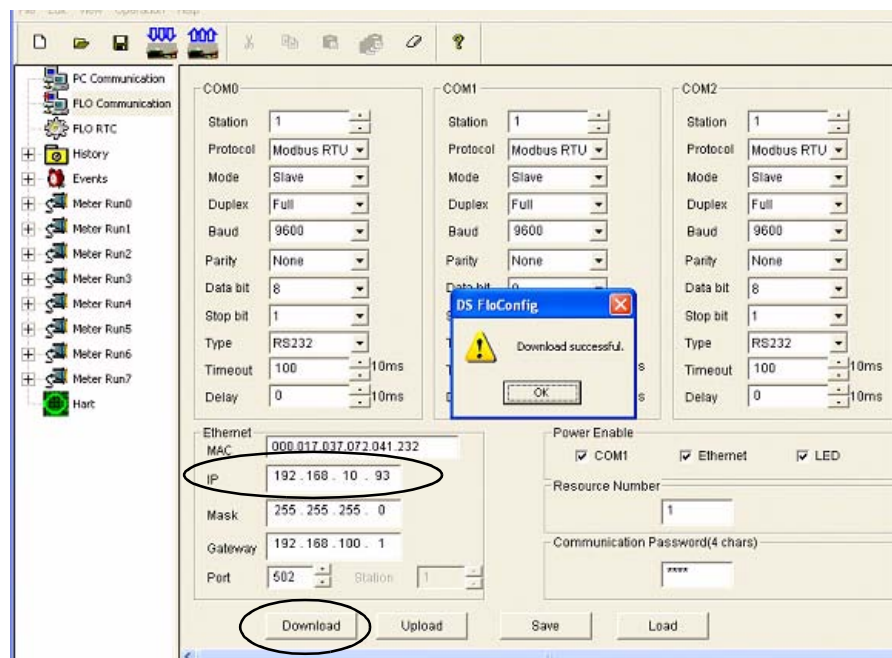 File Edit View Operation Help
PC Communication
FLO Communication
FLO RTC
History
Events
Meter Run0
Meter Run1
Meter Run2
Meter Run3
Meter Run4
Meter Run5
Meter Run6
Meter Run7
Hart
COM0
Station 1
Protocol Modbus RTU
Mode Slave
Duplex Full
Baud 9600
Parity None
Data bit 8
Stop bit 1
Type RS232
Timeout 100 10ms
Delay 0 10ms
COM1
Station 1
Protocol Modbus RTU
Mode Slave
Duplex Full
Baud 9600
Parity None
Data bit
DS FloConfig
Download successful.
OK
COM2
Station 1
Protocol Modbus RTU
Mode Slave
Duplex Full
Baud 9600
Parity None
Data bit 8
Stop bit 1
Type RS232
Timeout 100 10ms
Delay 0 10ms
Ethernet
MAC 000.017.037.072.041.232
IP 192 . 168 . 10 . 93
Mask 255 . 255 . 255 . 0
Gateway 192 . 168 . 100 . 1
Port 502 Station 1
Power Enable
COM1 Ethernet LED
Resource Number
1
Communication Password(4 chars)
****
Download Upload Save Load